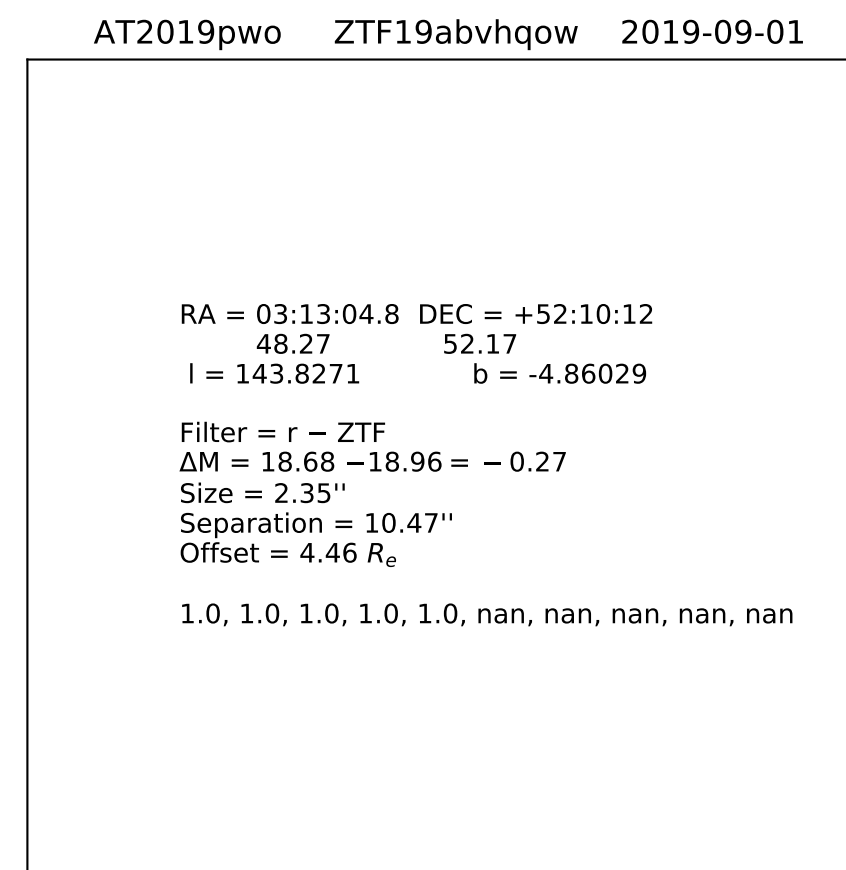 AT2019pwo ZTF19abvhqow 2019-09-01
RA = 03:13:04.8 DEC = +52:10:12
48.27 52.17
l = 143.8271 b = -4.86029
Filter = r − ZTF
ΔM = 18.68 −18.96 = − 0.27
Size = 2.35''
Separation = 10.47''
Offset = 4.46 Rₑ
1.0, 1.0, 1.0, 1.0, 1.0, nan, nan, nan, nan, nan